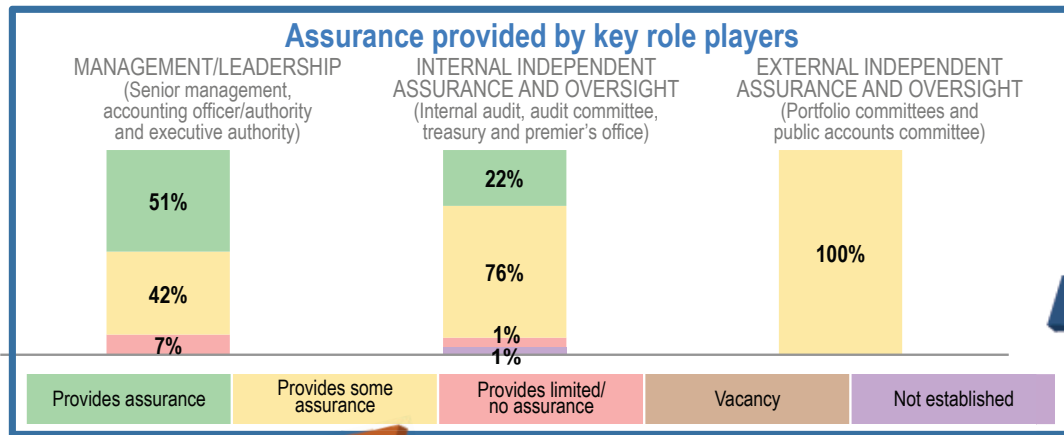 Assurance provided by key role players
MANAGEMENT/LEADERSHIP
(Senior management,
accounting officer/authority
and executive authority)
INTERNAL INDEPENDENT
ASSURANCE AND OVERSIGHT
(Internal audit, audit committee,
treasury and premier's office)
EXTERNAL INDEPENDENT
ASSURANCE AND OVERSIGHT
(Portfolio committees and
public accounts committee)
51%
42%
7%
22%
76%
1%
1%
100%
Provides assurance
Provides some
assurance
Provides limited/
no assurance
Vacancy
Not established